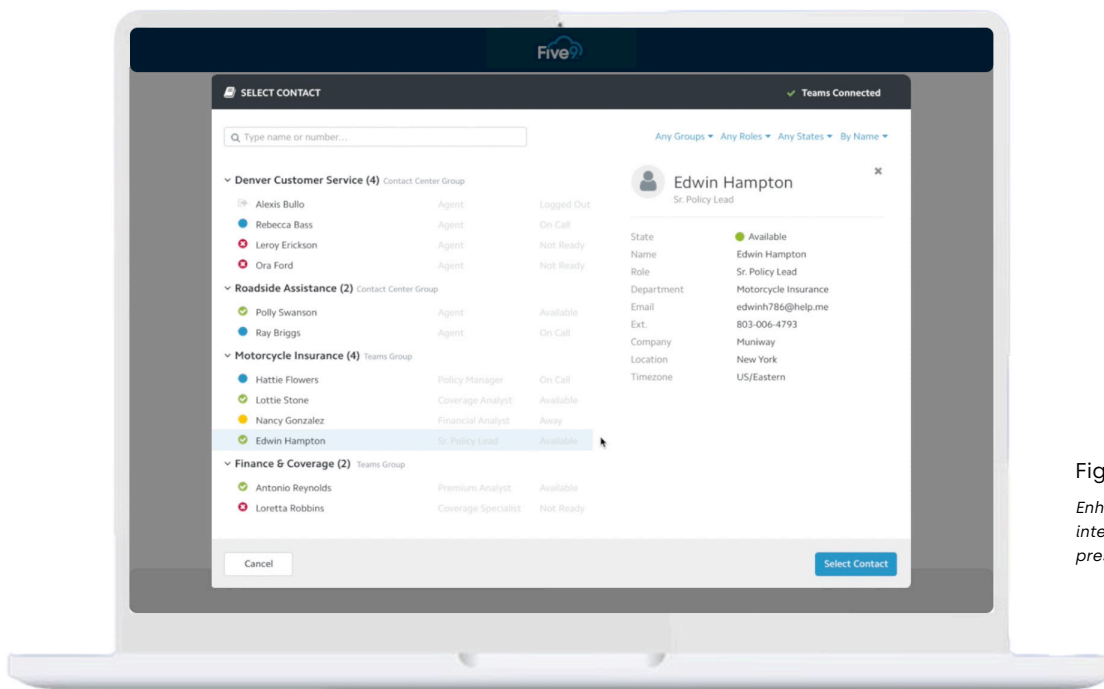 Five9
SELECT CONTACT
Teams Connected
Type name or number...
Any Groups Any Roles Any States By Name
Denver Customer Service (4) Contact Center Group
Alexis Bullo Agent Logged Out
Rebecca Bass Agent On Call
Leroy Erickson Agent Not Ready
Ora Ford Agent Not Ready
Roadside Assistance (2) Contact Center Group
Polly Swanson Agent Available
Ray Briggs Agent On Call
Motorcycle Insurance (4) Teams Group
Hattie Flowers Policy Manager On Call
Lottie Stone Coverage Analyst Available
Nancy Gonzalez Financial Analyst Away
Edwin Hampton Sr. Policy Lead Available
Finance & Coverage (2) Teams Group
Antonio Reynolds Premium Analyst Available
Loretta Robbins Coverage Specialist Not Ready
Edwin Hampton
Sr. Policy Lead
State Available
Name Edwin Hampton
Role Sr. Policy Lead
Department Motorcycle Insurance
Email edwinh786@help.me
Ext. 803-006-4793
Company Muniway
Location New York
Timezone US/Eastern
Cancel
Select Contact
Fig
Enh
inte
pres